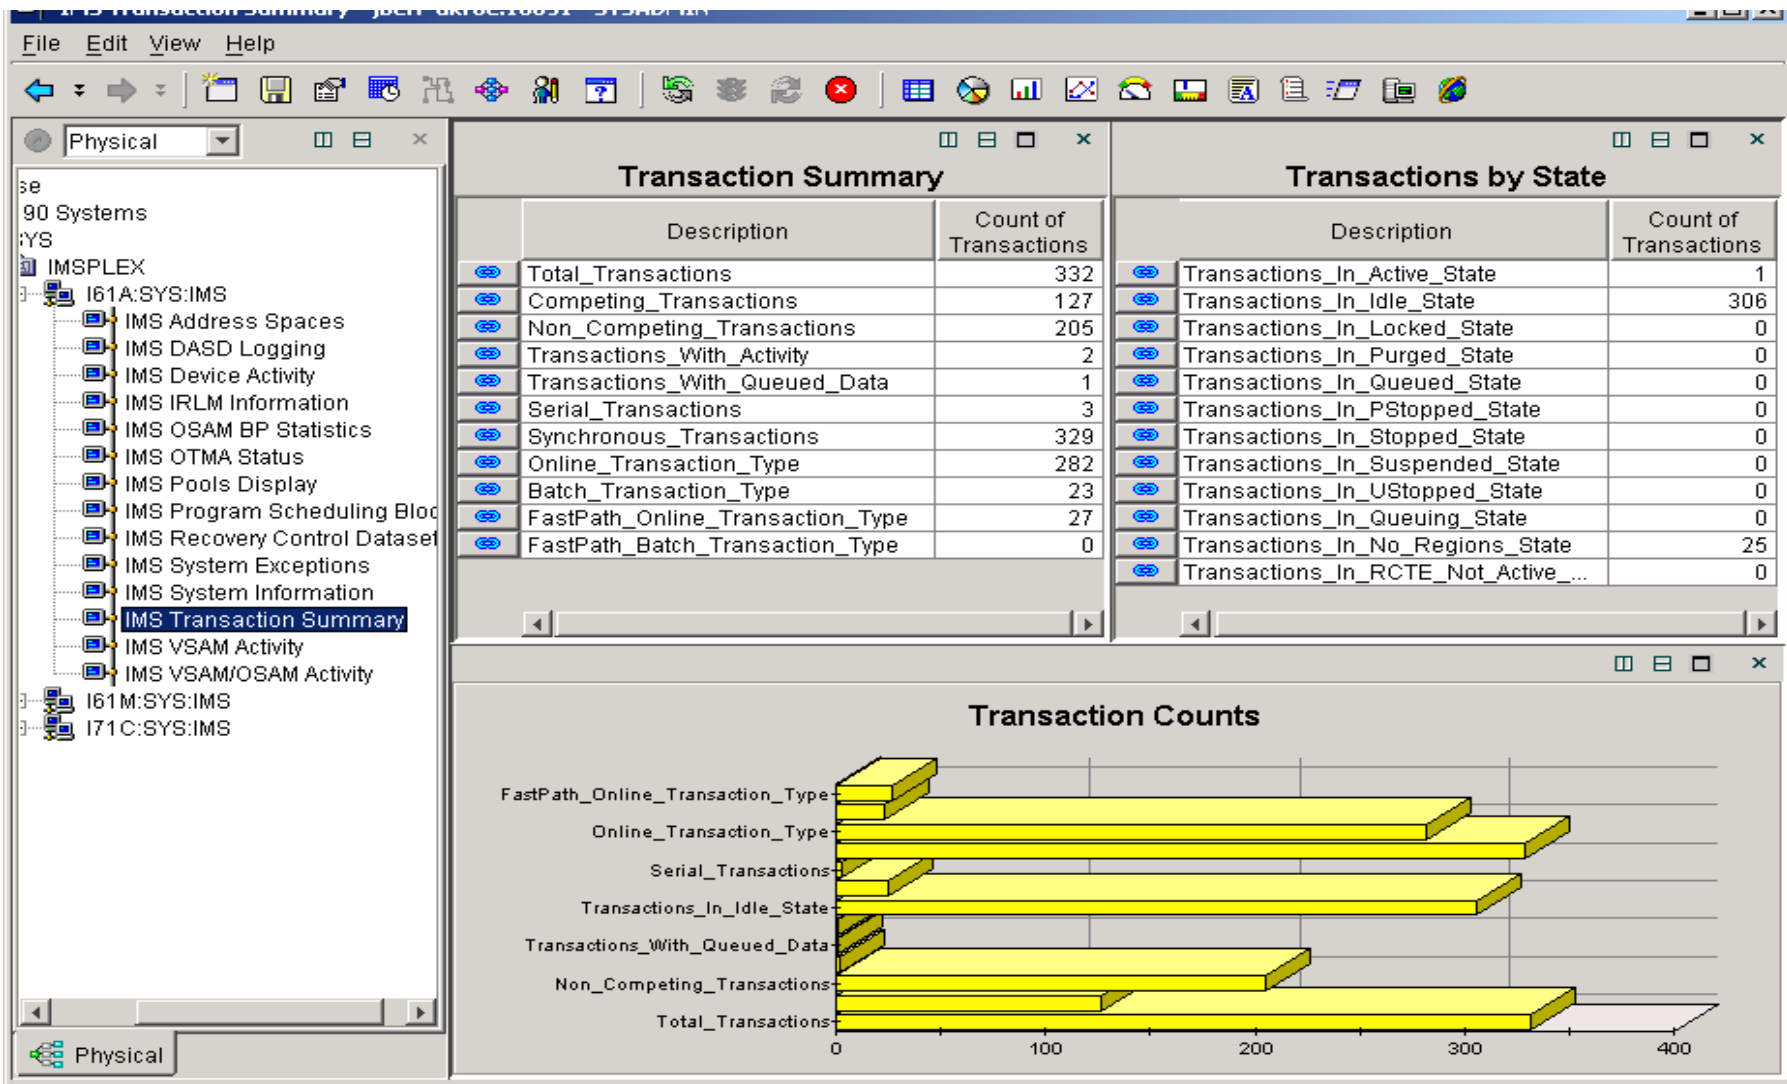 File Edit View Help
Physical
se
90 Systems
IMSPLEX
I61A:SYS:IMS
IMS Address Spaces
IMS DASD Logging
IMS Device Activity
IMS IRLM Information
IMS OSAM BP Statistics
IMS OTMA Status
IMS Pools Display
IMS Program Scheduling Bloc
IMS Recovery Control Dataset
IMS System Exceptions
IMS System Information
IMS Transaction Summary
IMS VSAM Activity
IMS VSAM/OSAM Activity
I61M:SYS:IMS
I71C:SYS:IMS
Physical
Transaction Summary
Description Count of Transactions
Total_Transactions 332
Competing_Transactions 127
Non_Competing_Transactions 205
Transactions_With_Activity 2
Transactions_With_Queued_Data 1
Serial_Transactions 3
Synchronous_Transactions 329
Online_Transaction_Type 282
Batch_Transaction_Type 23
FastPath_Online_Transaction_Type 27
FastPath_Batch_Transaction_Type 0
Transactions by State
Description Count of Transactions
Transactions_In_Active_State 1
Transactions_In_Idle_State 306
Transactions_In_Locked_State 0
Transactions_In_Purged_State 0
Transactions_In_Queued_State 0
Transactions_In_PStopped_State 0
Transactions_In_Stopped_State 0
Transactions_In_Suspended_State 0
Transactions_In_UStopped_State 0
Transactions_In_Queuing_State 0
Transactions_In_No_Regions_State 25
Transactions_In_RCTE_Not_Active_... 0
Transaction Counts
FastPath_Online_Transaction_Type
Online_Transaction_Type
Serial_Transactions
Transactions_In_Idle_State
Transactions_With_Queued_Data
Non_Competing_Transactions
Total_Transactions
0 100 200 300 400